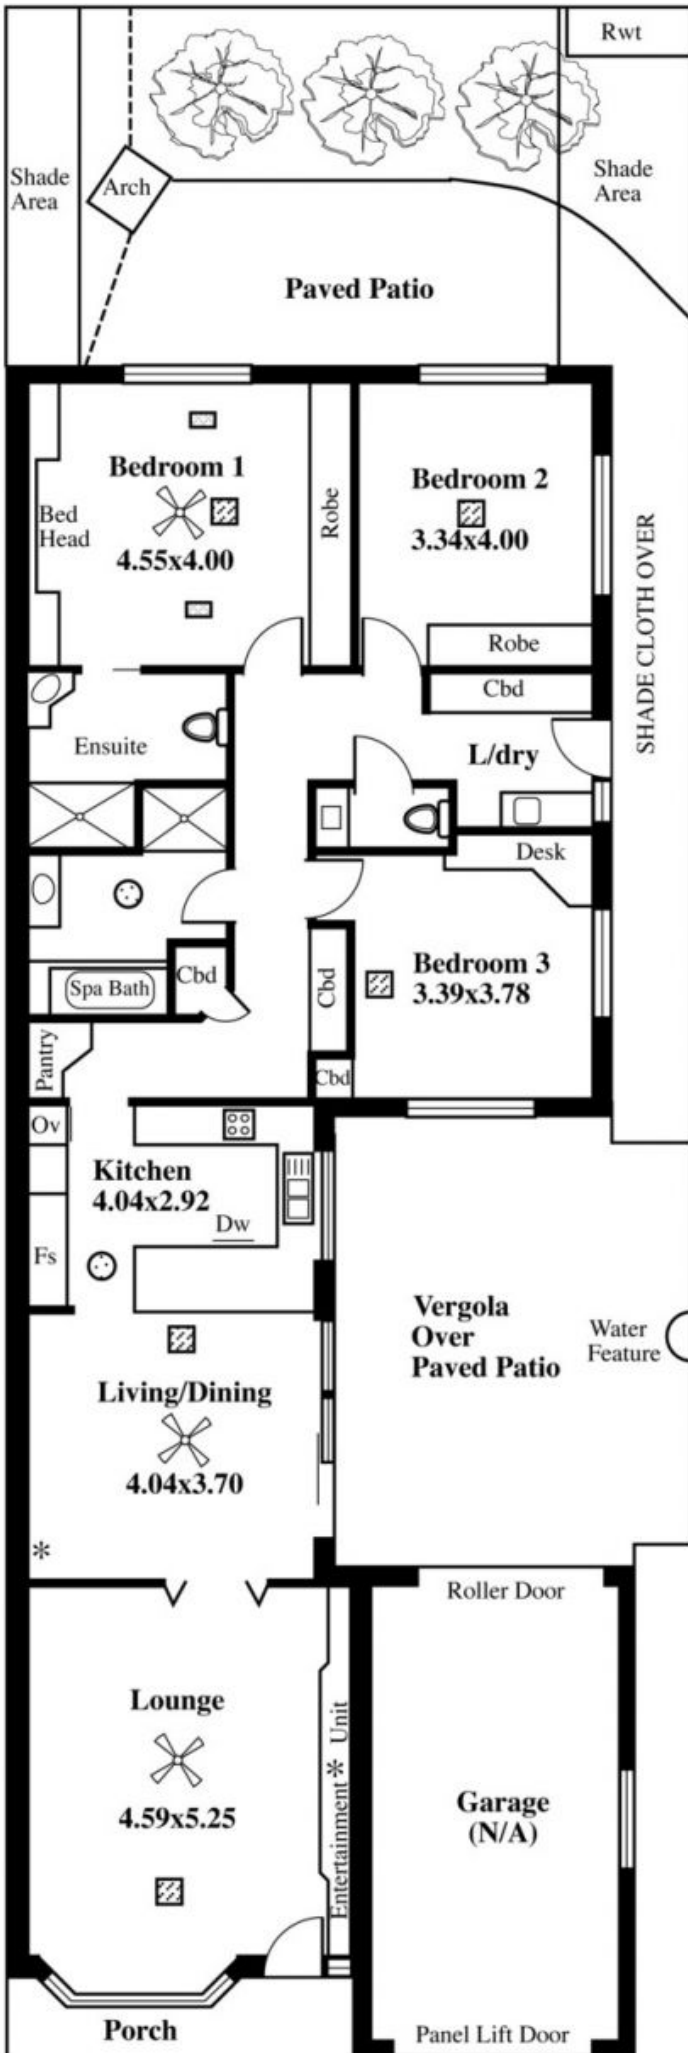 Rwt
Shade
Area
Arch
Shade
Area
Paved Patio
Bedroom 1
4.55x4.00
Bed
Head
Robe
Bedroom 2
3.34x4.00
Robe
SHADE CLOTH OVER
Cbd
Ensuite
L/dry
Desk
Bedroom 3
3.39x3.78
Cbd
Spa Bath
Cbd
Pantry
Cbd
Ov
Kitchen
4.04x2.92
Dw
Fs
Vergola
Over
Paved Patio
Water
Feature
Living/Dining
4.04x3.70
*
Roller Door
Lounge
4.59x5.25
Entertainment * Unit
Garage
(N/A)
Porch
Panel Lift Door